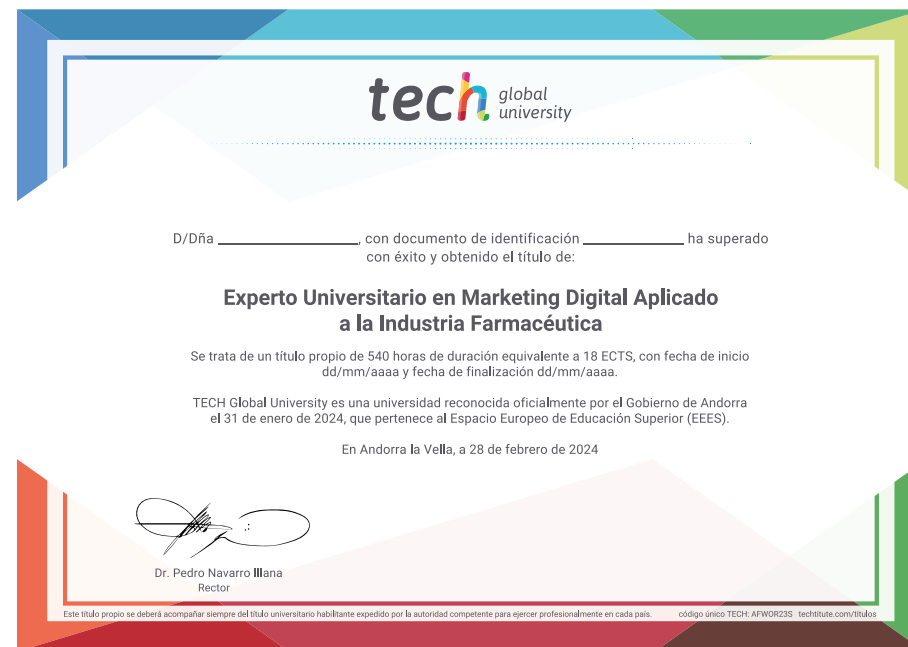 tech global university
D/Dña ____________________, con documento de identificación ______________ ha superado
con éxito y obtenido el título de:
Experto Universitario en Marketing Digital Aplicado
a la Industria Farmacéutica
Se trata de un título propio de 540 horas de duración equivalente a 18 ECTS, con fecha de inicio
dd/mm/aaaa y fecha de finalización dd/mm/aaaa.
TECH Global University es una universidad reconocida oficialmente por el Gobierno de Andorra
el 31 de enero de 2024, que pertenece al Espacio Europeo de Educación Superior (EEES).
En Andorra la Vella, a 28 de febrero de 2024
Dr. Pedro Navarro Illana
Rector
Este título propio se deberá acompañar siempre del título universitario habilitante expedido por la autoridad competente para ejercer profesionalmente en cada país. código único TECH: AFWOR23S techtitute.com/titulos